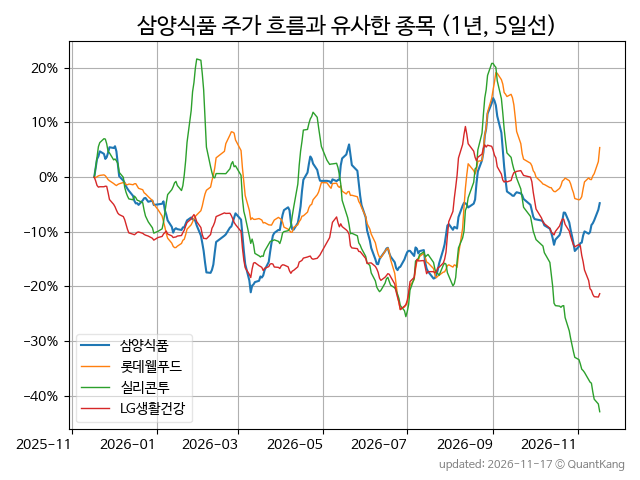 삼양식품 주가 흐름과 유사한 종목 (1년, 5일선)
20%
10%
0%
−10%
−20%
−30%
−40%
삼양식품
롯데웰푸드
실리콘투
LG생활건강
2025-11 2026-01 2026-03 2026-05 2026-07 2026-09 2026-11
updated: 2026-11-17 © QuantKang